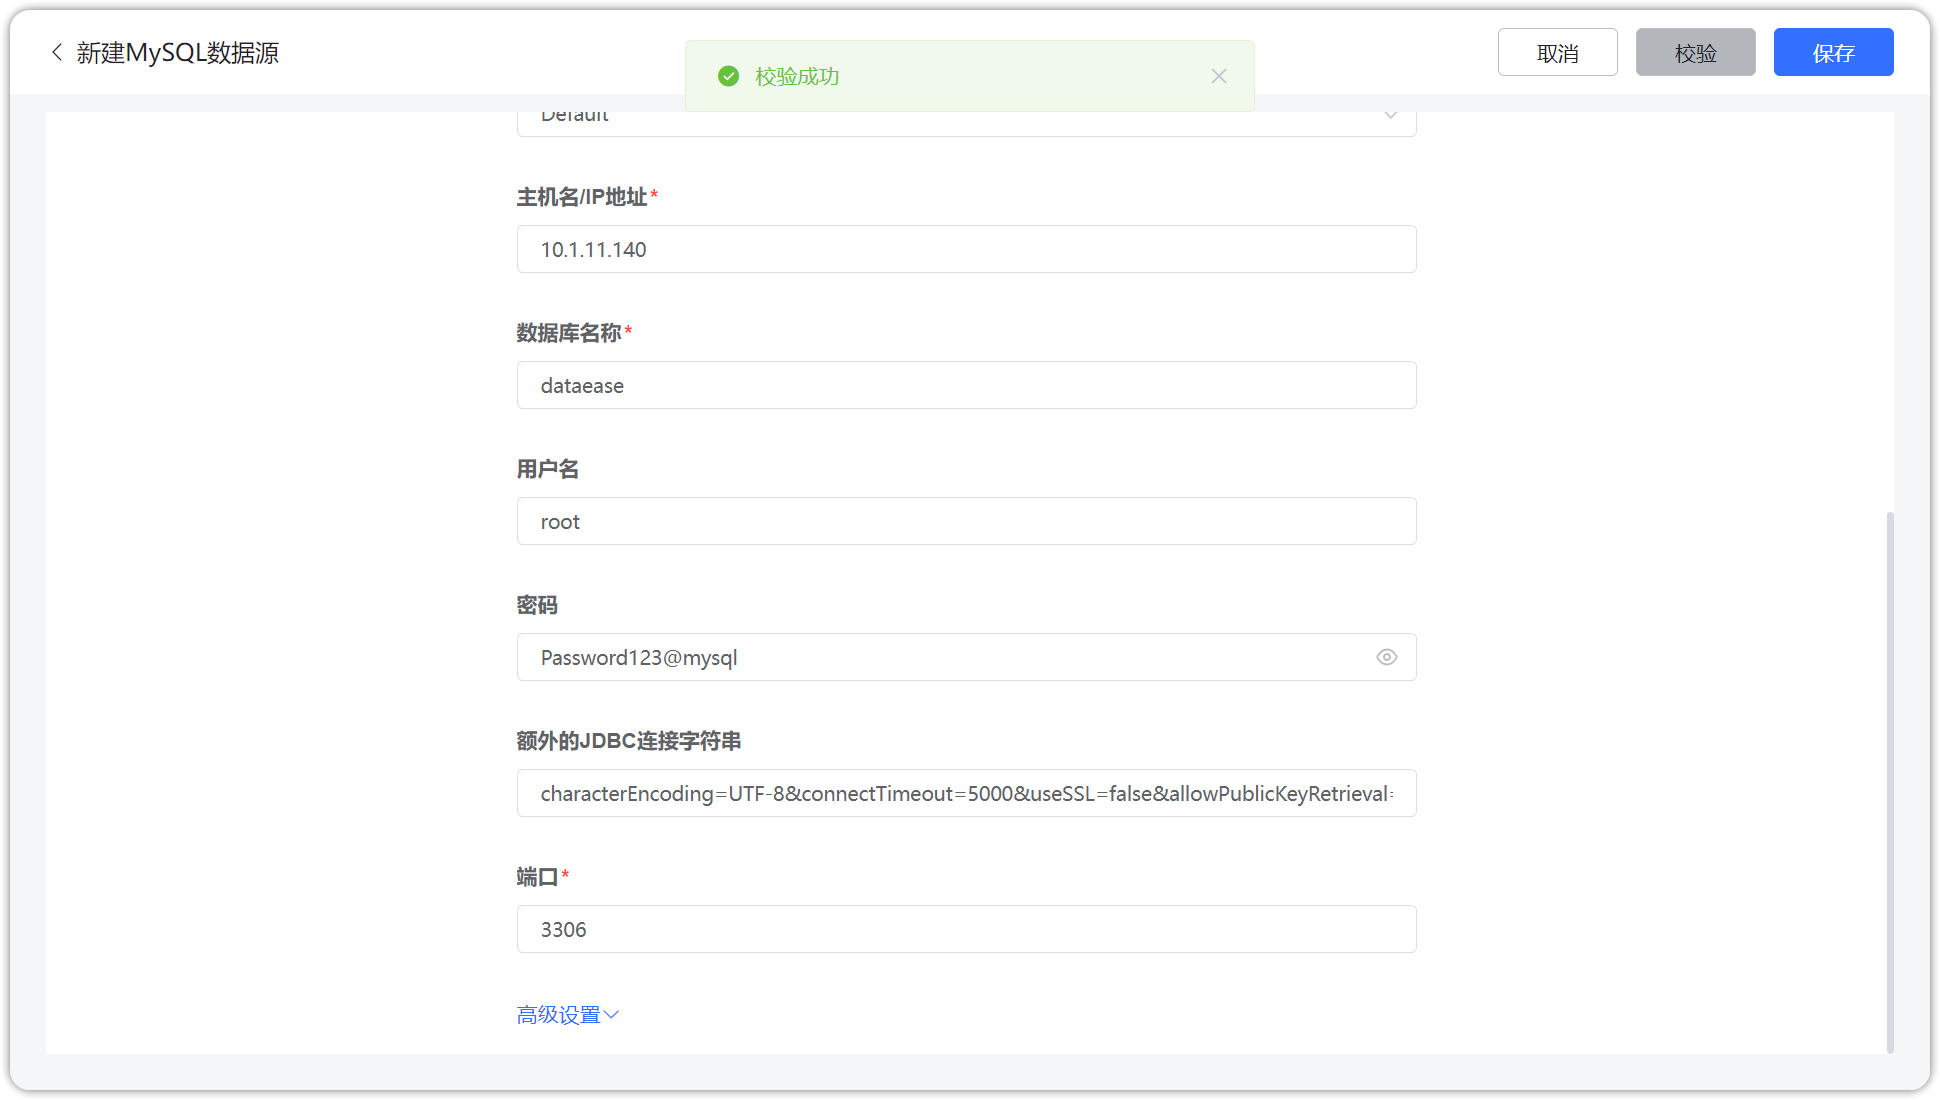 新建MySQL数据源
校验成功
取消
校验
保存
Default
主机名/IP地址*
10.1.11.140
数据库名称*
dataease
用户名
root
密码
Password123@mysql
额外的JDBC连接字符串
characterEncoding=UTF-8&connectTimeout=5000&useSSL=false&allowPublicKeyRetrieval=
端口*
3306
高级设置